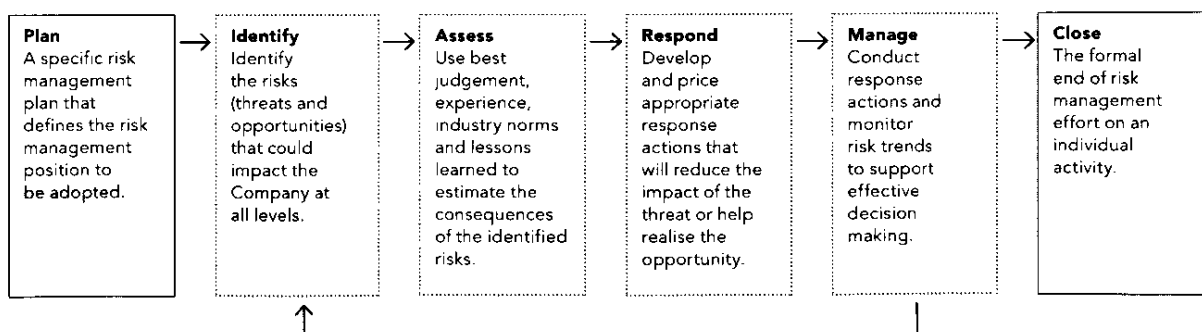 Plan
A specific risk
management
plan that
defines the risk
management
position to
be adopted.
Identify
Identify
the risks
(threats and
opportunities)
that could
impact the
Company at
all levels.
Assess
Use best
judgement,
experience,
industry norms
and lessons
learned to
estimate the
consequences
of the identified
risks.
Respond
Develop
and price
appropriate
response
actions that
will reduce the
impact of the
threat or help
realise the
opportunity.
Manage
Conduct
response
actions and
monitor
risk trends
to support
effective
decision
making.
Close
The formal
end of risk
management
effort on an
individual
activity.